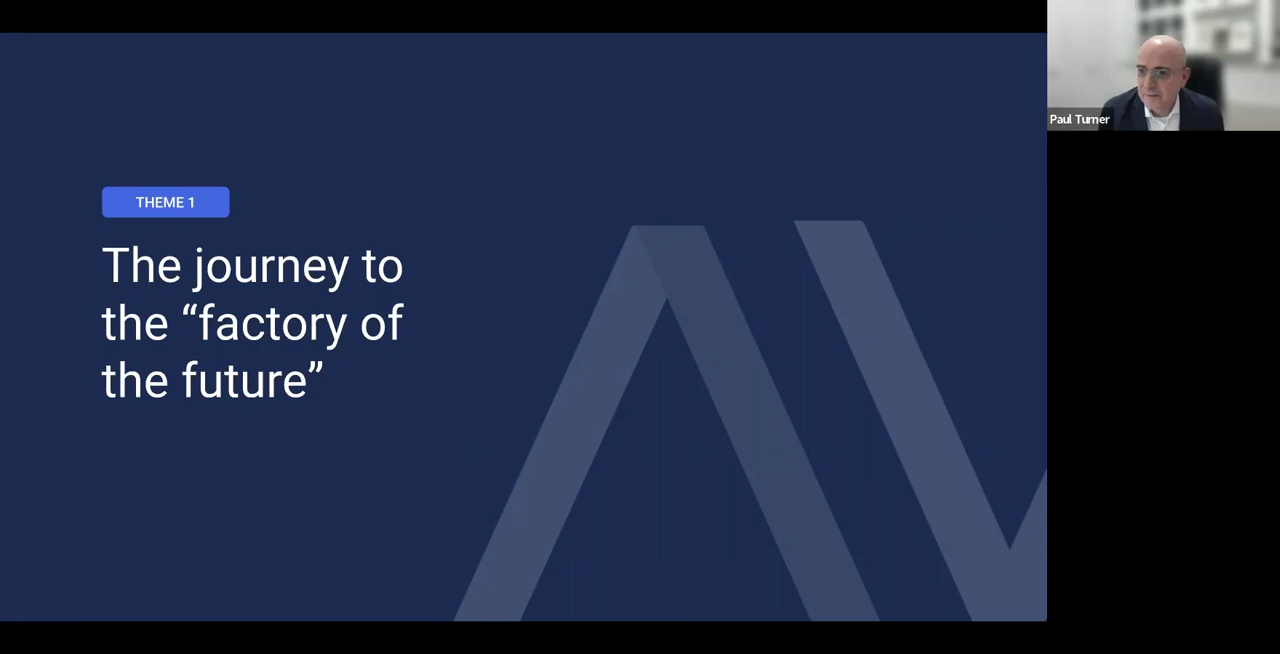 THEME 1
The journey to
the “factory of
the future”
Paul Turner